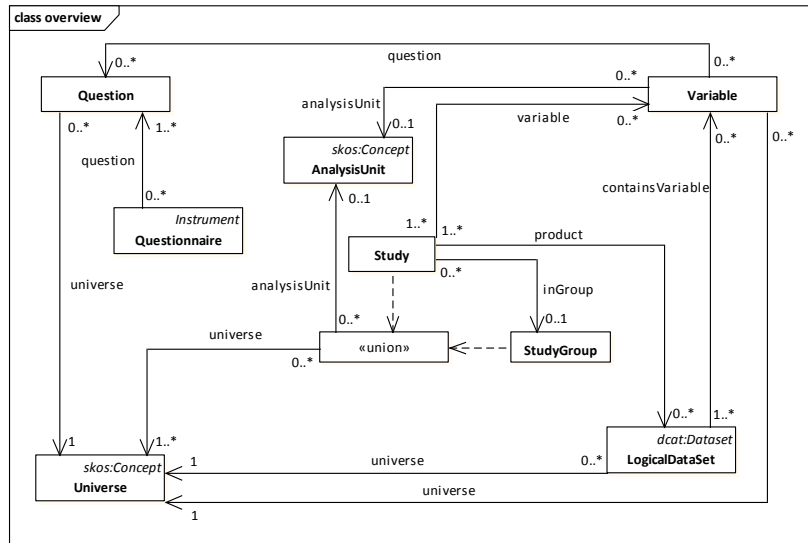 class overview
question
0..*
0..*
Question
Variable
0..*
1..*
analysisUnit
0..*
variable
0..*
0..*
0..*
question
0..1
skos:Concept
AnalysisUnit
0..1
containsVariable
0..*
Instrument
Questionnaire
1..*
1..*
product
Study
0..*
universe
analysisUnit
inGroup
universe
0..*
0..1
«union»
StudyGroup
0..*
1
1..*
0..*
1..*
skos:Concept
Universe
1
universe
0..*
dcat:Dataset
LogicalDataSet
universe
1